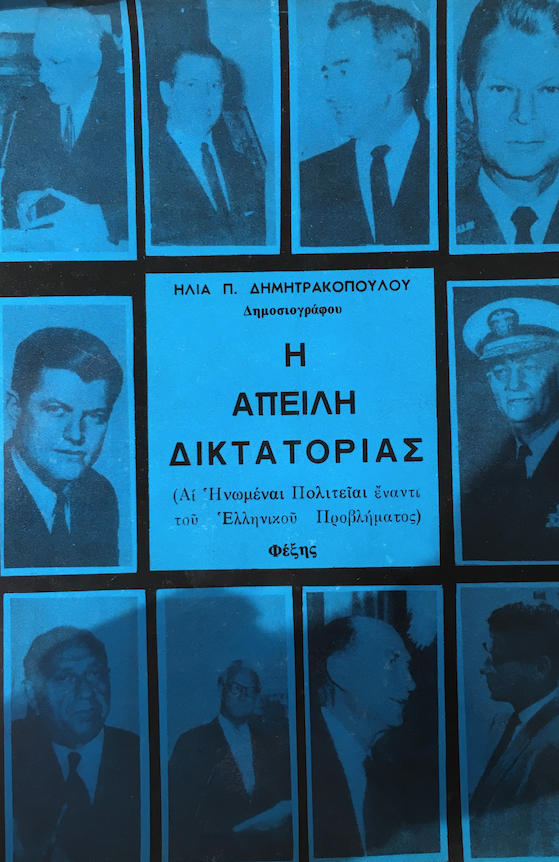 ΗΛΙΑ Π. ΔΗΜΗΤΡΑΚΟΠΟΥΛΟΥ
Δημοσιογράφου
Η
ΑΠΕΙΛΗ
ΔΙΚΤΑΤΟΡΙΑΣ
(Αἱ Ἡνωμέναι Πολιτεῖαι ἔναντι
τοῦ Ἑλληνικοῦ Προβλήματος)
Φέξης